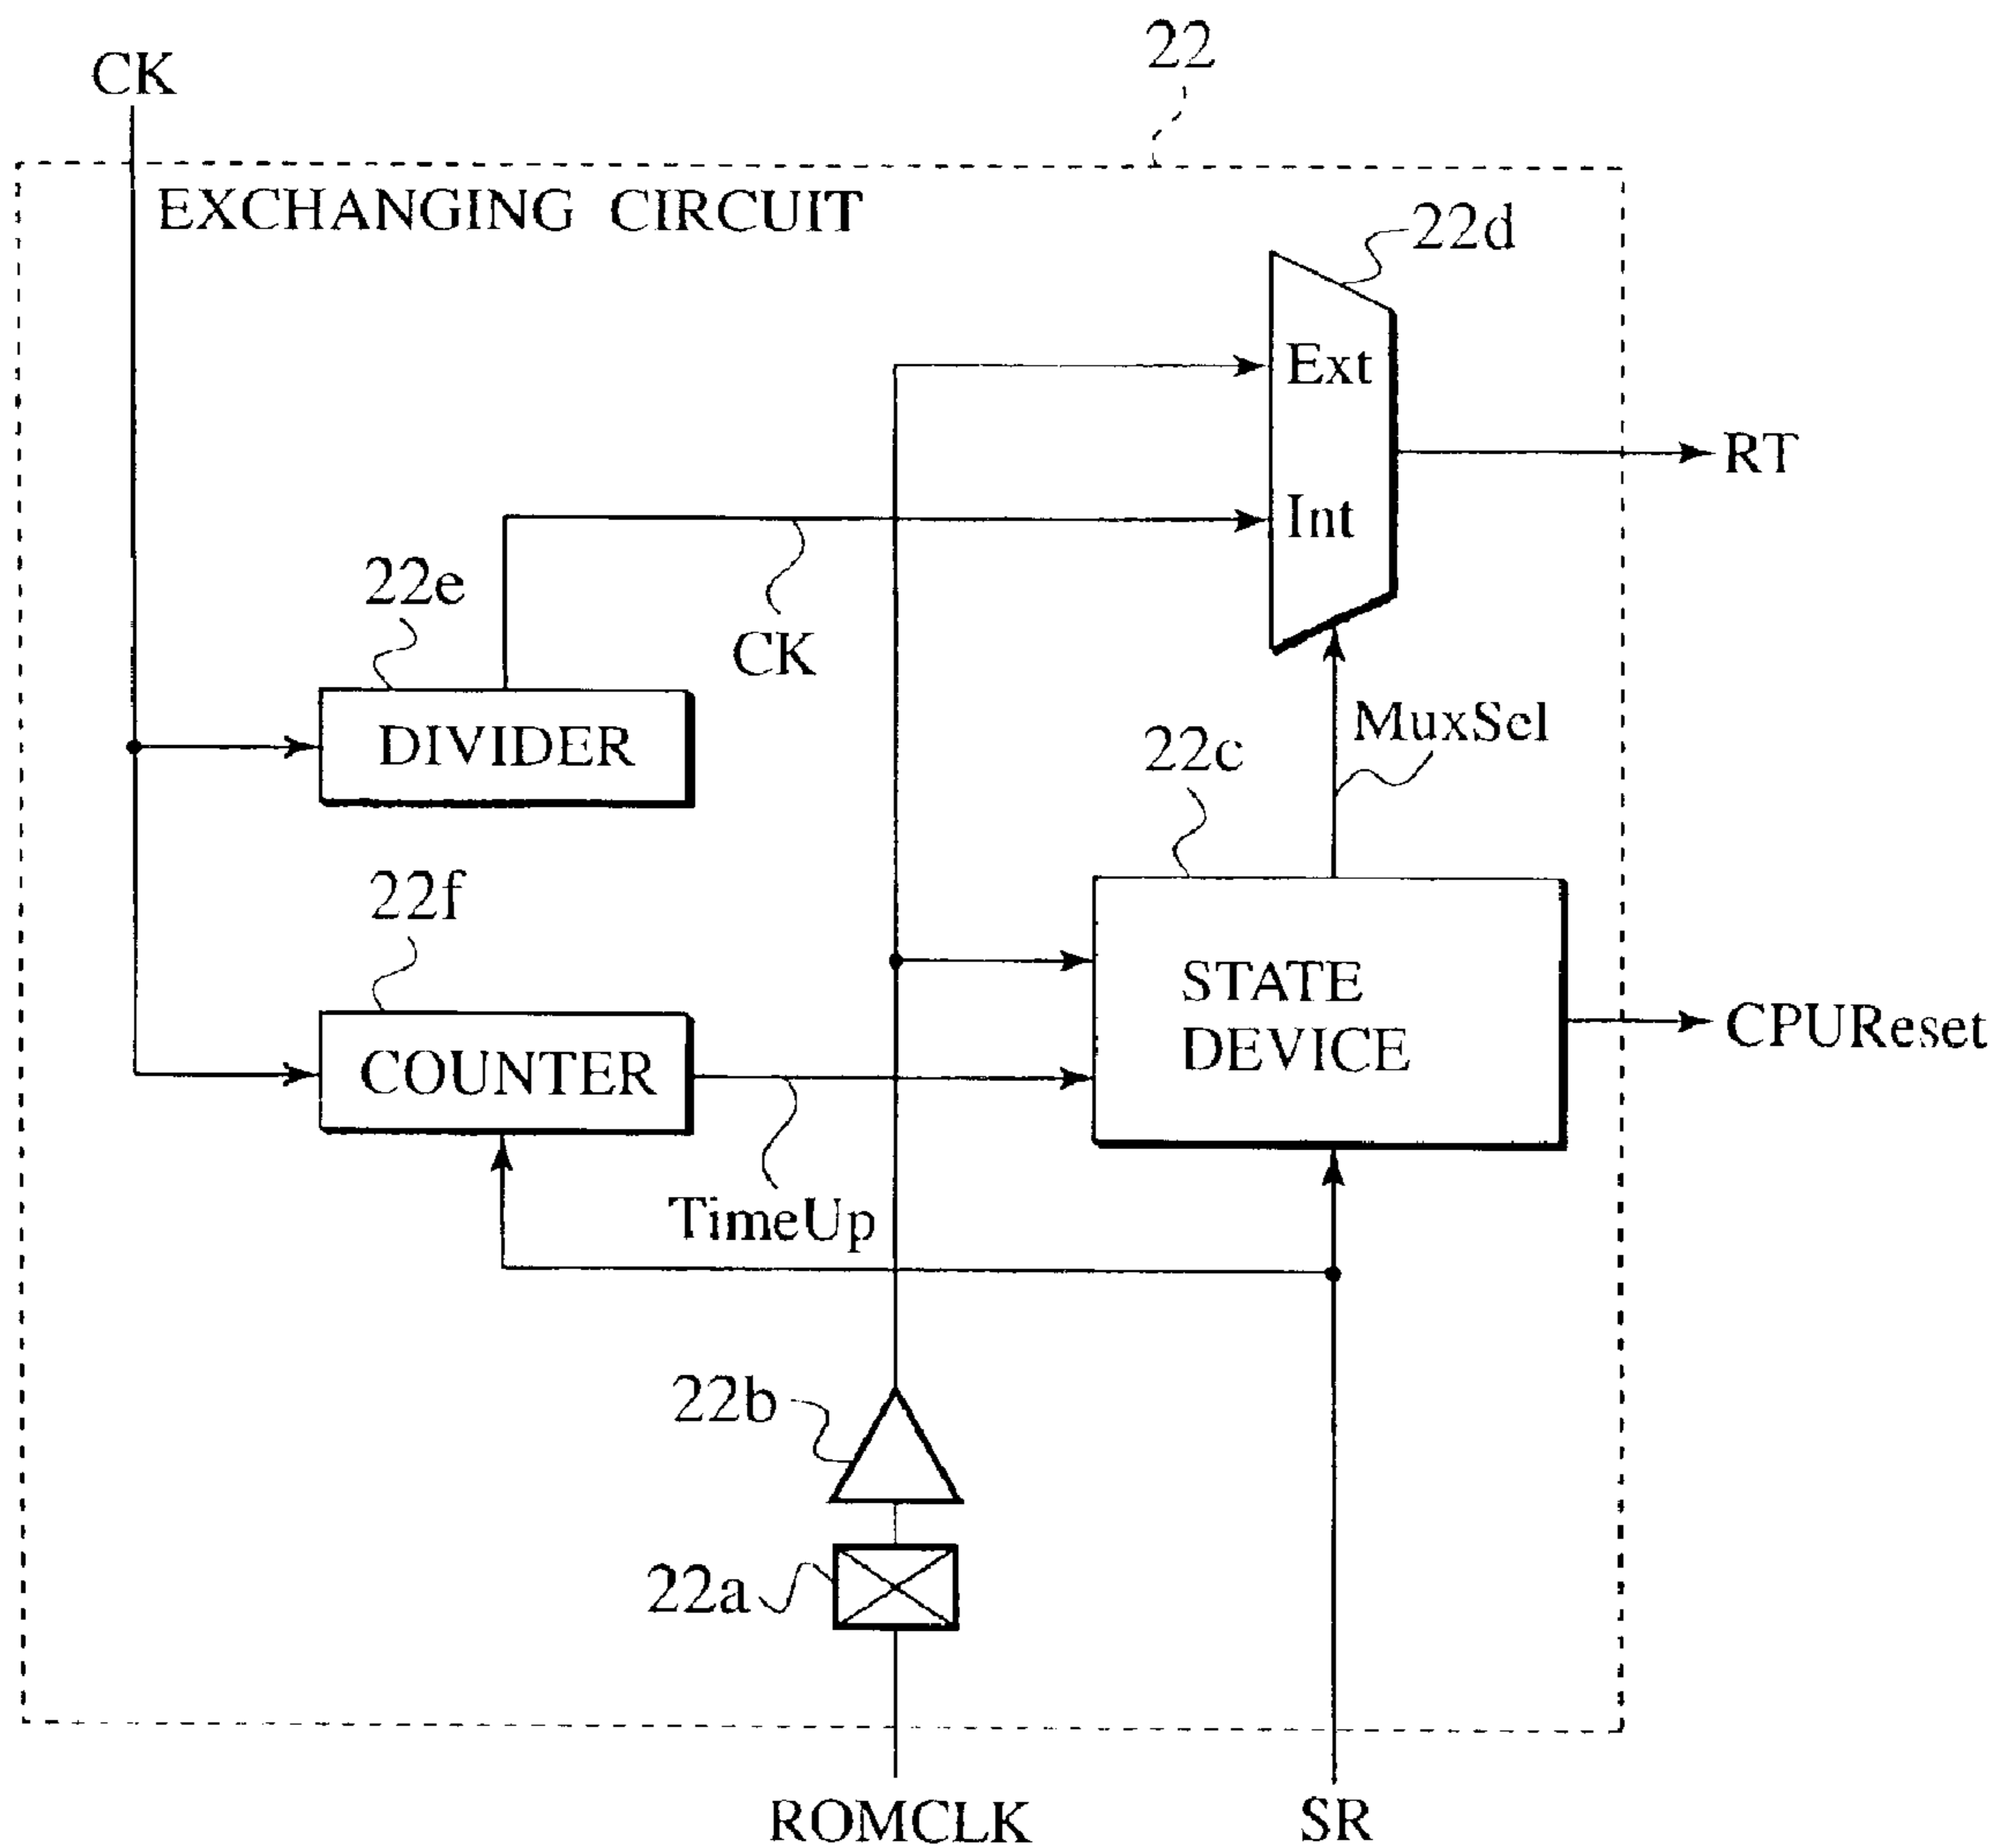 22
CK
EXCHANGING CIRCUIT
22d
Ext
RT
Int
22e
CK
DIVIDER
MuxSel
22c
22f
STATE
DEVICE
CPUReset
COUNTER
TimeUp
22b
22a
ROMCLK
SR